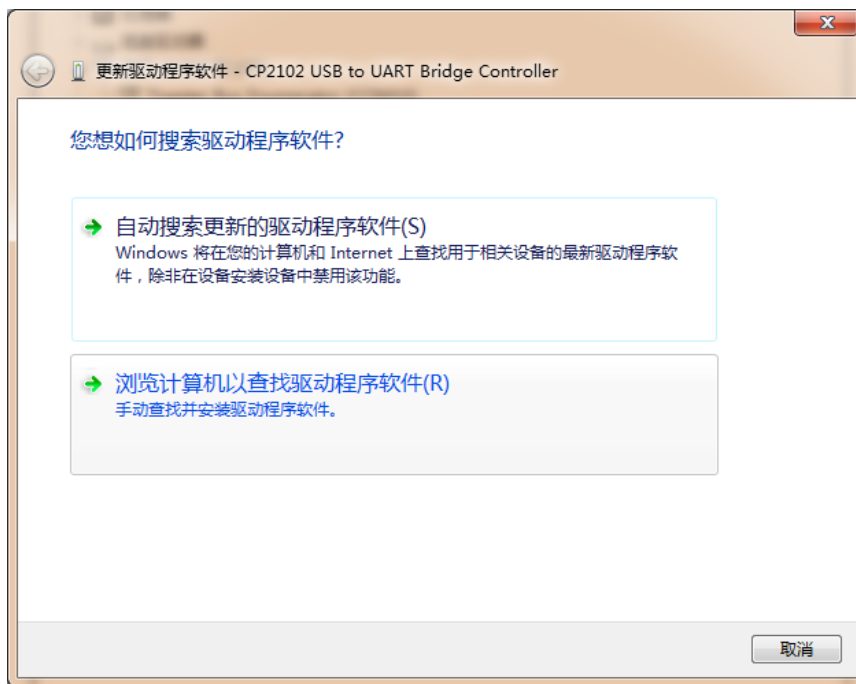 更新驱动程序软件 - CP2102 USB to UART Bridge Controller
您想如何搜索驱动程序软件?
自动搜索更新的驱动程序软件(S)
Windows 将在您的计算机和 Internet 上查找用于相关设备的最新驱动程序软
件，除非在设备安装设备中禁用该功能。
浏览计算机以查找驱动程序软件(R)
手动查找并安装驱动程序软件。
取消